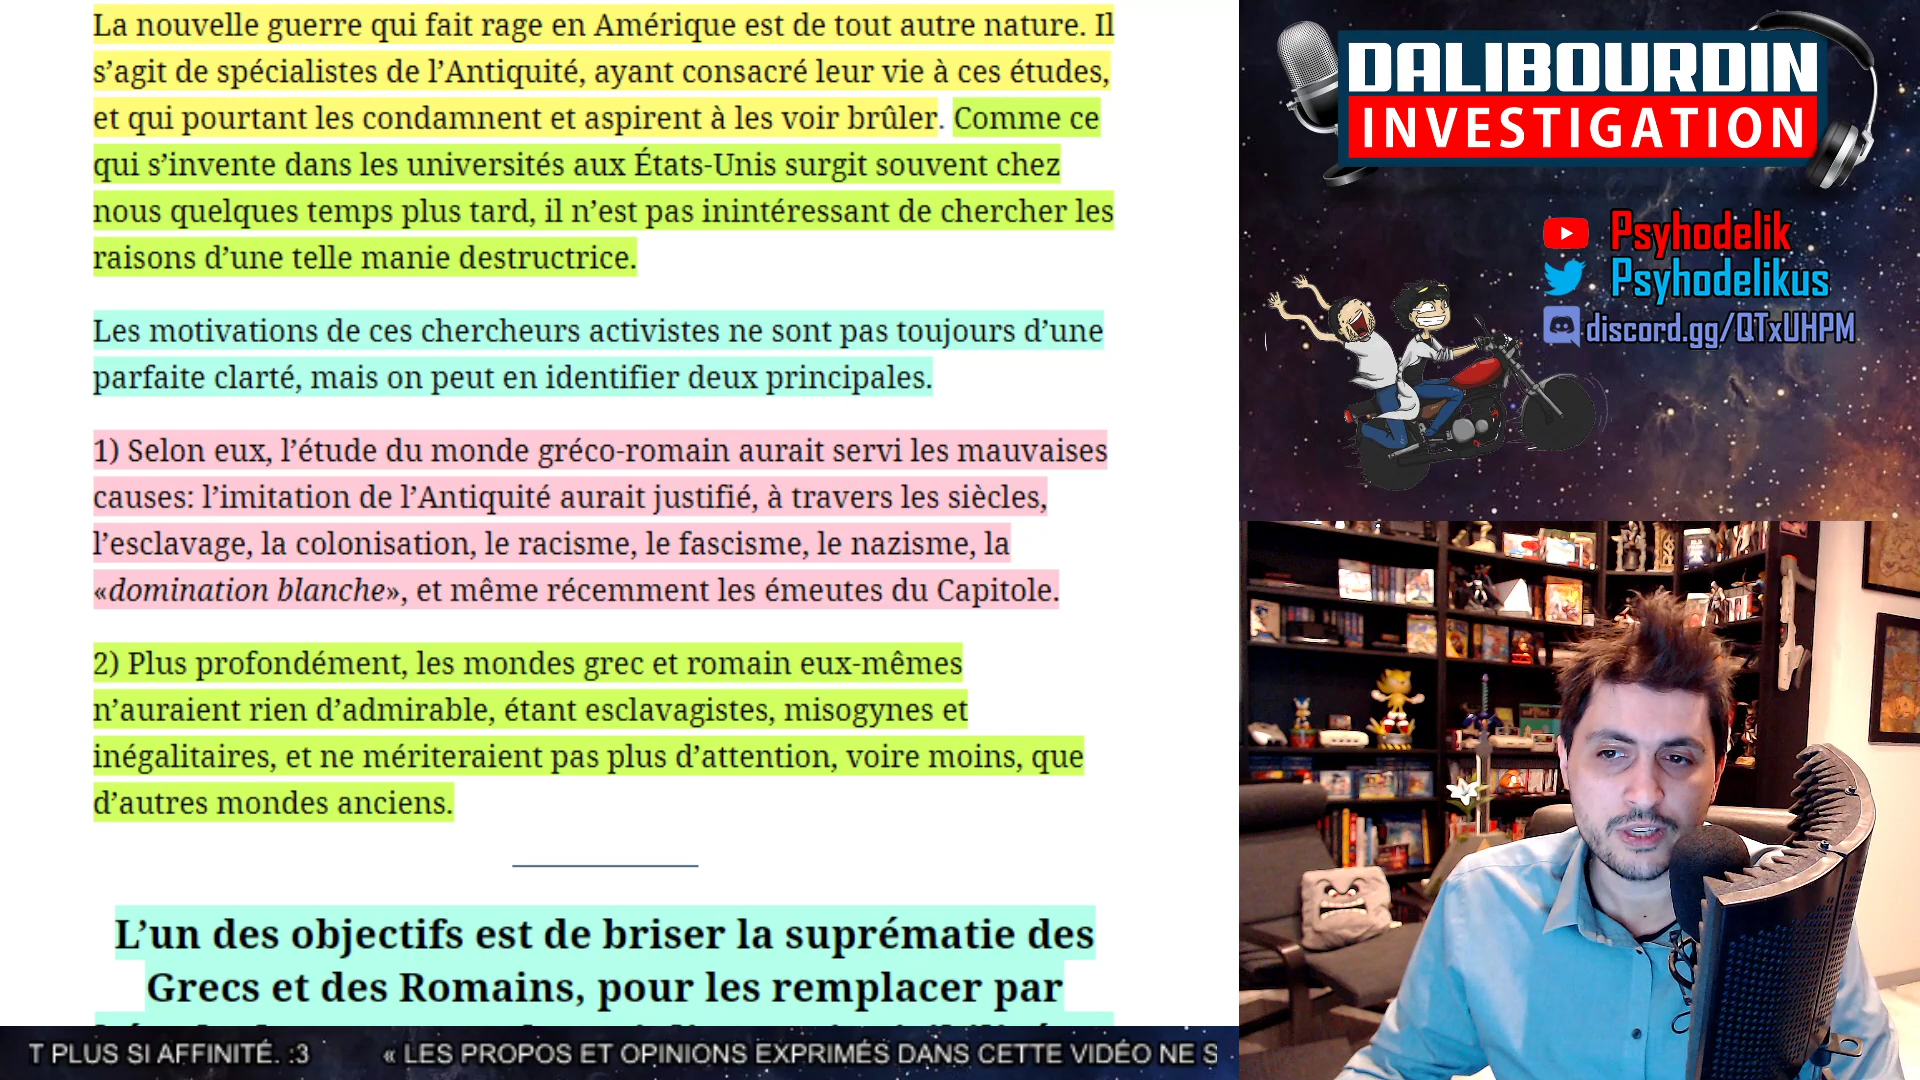 La nouvelle guerre qui fait rage en Amérique est de tout autre nature. Il
s’agit de spécialistes de l’Antiquité, ayant consacré leur vie à ces études,
et qui pourtant les condamnent et aspirent à les voir brûler. Comme ce
qui s’invente dans les universités aux États-Unis surgit souvent chez
nous quelques temps plus tard, il n’est pas inintéressant de chercher les
raisons d’une telle manie destructrice.
Les motivations de ces chercheurs activistes ne sont pas toujours d’une
parfaite clarté, mais on peut en identifier deux principales.
1) Selon eux, l’étude du monde gréco-romain aurait servi les mauvaises
causes: l’imitation de l’Antiquité aurait justifié, à travers les siècles,
l’esclavage, la colonisation, le racisme, le fascisme, le nazisme, la
«domination blanche», et même récemment les émeutes du Capitole.
2) Plus profondément, les mondes grec et romain eux-mêmes
n’auraient rien d’admirable, étant esclavagistes, misogynes et
inégalitaires, et ne mériteraient pas plus d’attention, voire moins, que
d’autres mondes anciens.
L’un des objectifs est de briser la suprématie des
Grecs et des Romains, pour les remplacer par
T PLUS SI AFFINITÉ. :3 « LES PROPOS ET OPINIONS EXPRIMÉS DANS CETTE VIDÉO NE S
DALIBOURDIN
INVESTIGATION
Psyhodelik
Psyhodelikus
discord.gg/QTxUHPM